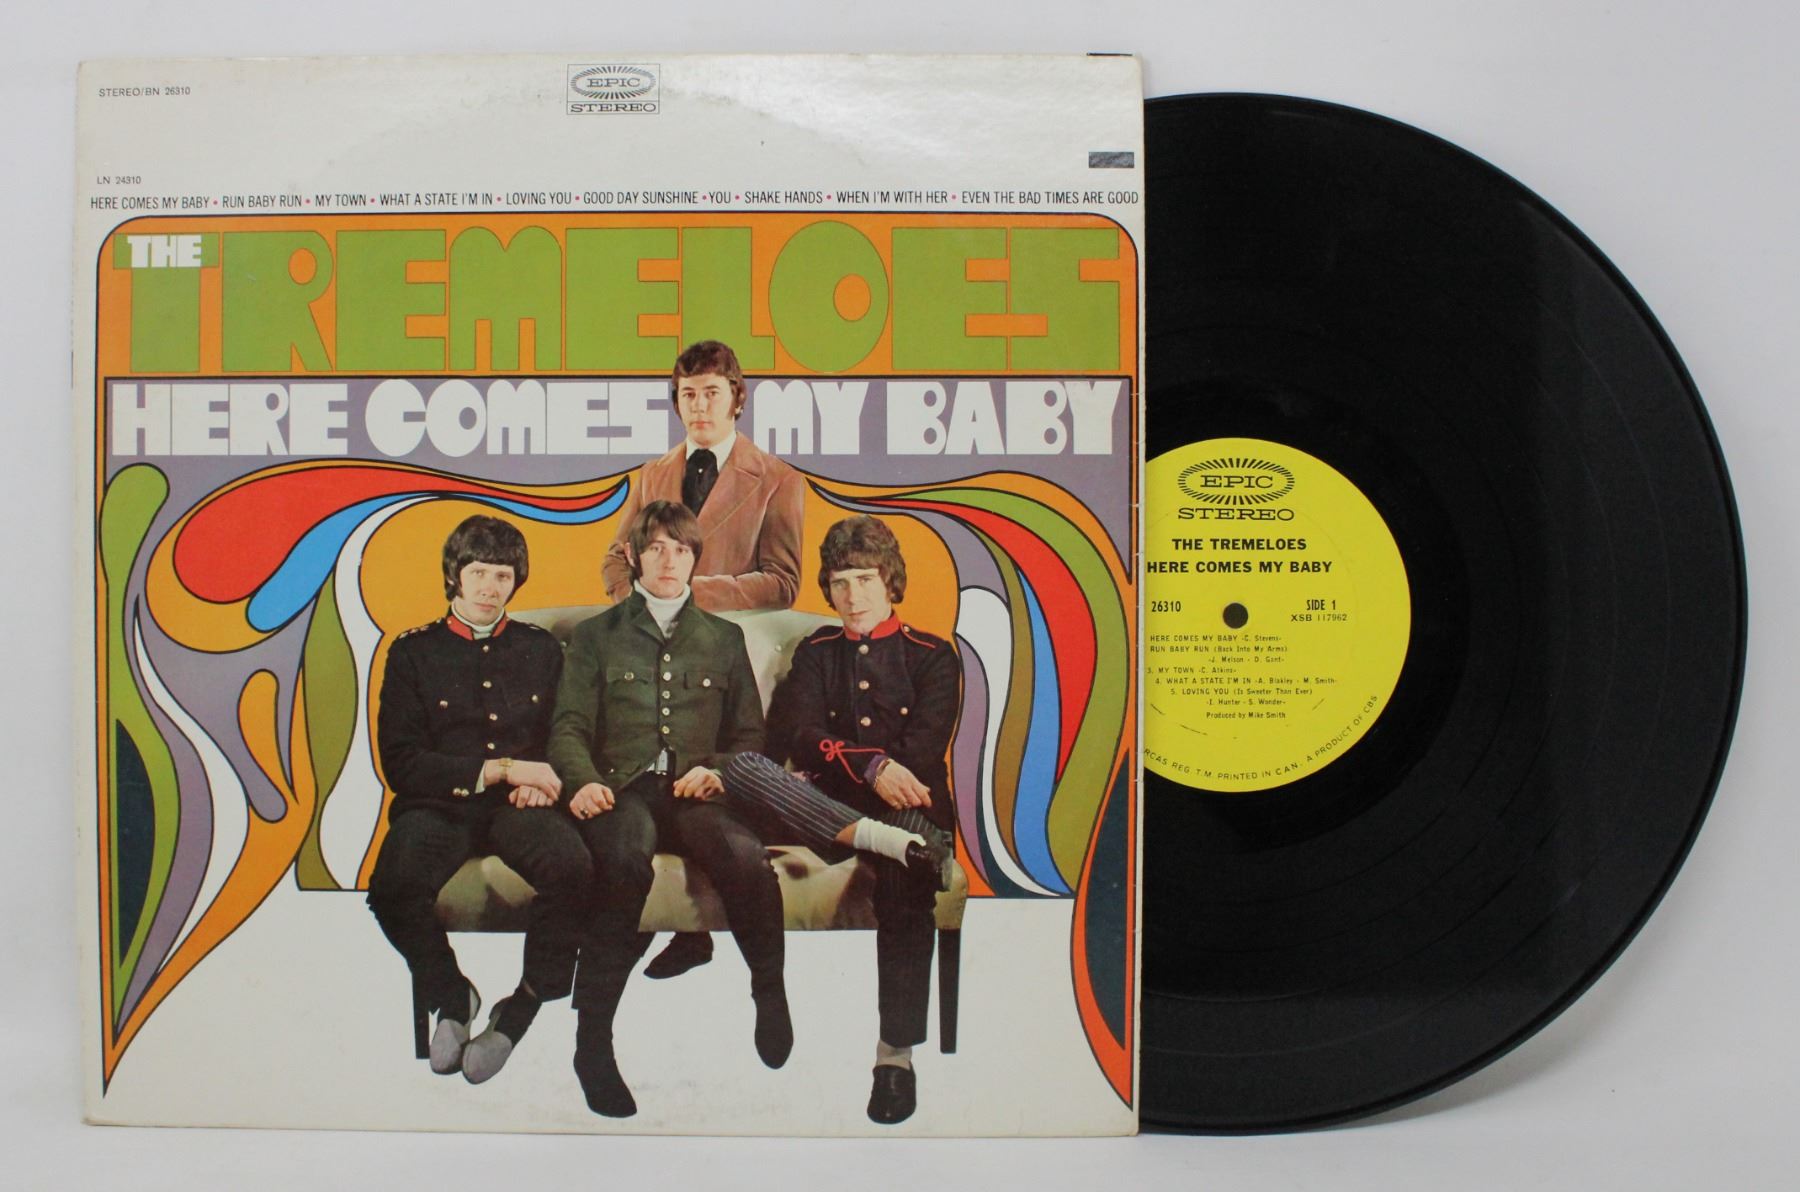 STEREO/BN 26310
EPIC
STEREO
LN 24310
HERE COMES MY BABY • RUN BABY RUN • MY TOWN • WHAT A STATE I'M IN • LOVING YOU • GOOD DAY SUNSHINE • YOU • SHAKE HANDS • WHEN I'M WITH HER • EVEN THE BAD TIMES ARE GOOD
THE
TREMELOES
HERE COMES MY BABY
EPIC
STEREO
THE TREMELOES
HERE COMES MY BABY
26310 SIDE 1
XSB 117962
HERE COMES MY BABY -C. Stevens-
RUN BABY RUN (Back Into My Arms)
-J. Melson - D. Gant-
3. MY TOWN -C. Atkins-
4. WHAT A STATE I'M IN -A. Blakley - M. Smith-
5. LOVING YOU (Is Sweeter Than Ever)
-I. Hunter - S. Wonder-
Produced by Mike Smith
RCAS REG. T.M. PRINTED IN CAN. - A PRODUCT OF CBS